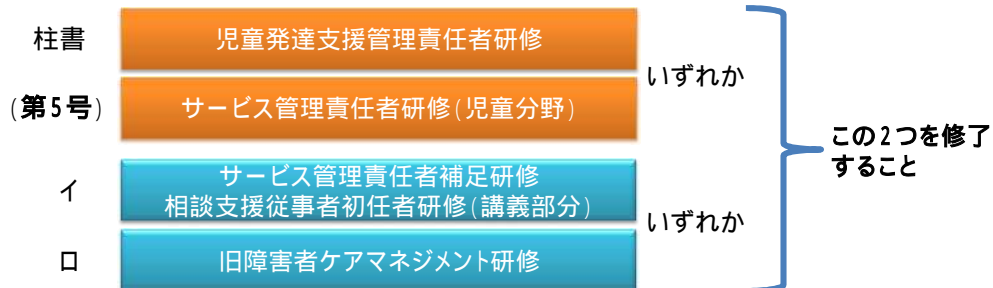 柱書
児童発達支援管理責任者研修
いずれか
(第5号)
サービス管理責任者研修(児童分野)
この2つを修了
すること
イ
サービス管理責任者補足研修
相談支援従事者初任者研修(講義部分)
いずれか
ロ
旧障害者ケアマネジメント研修